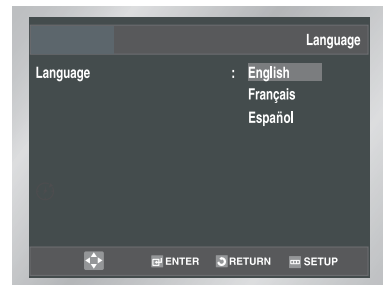 Language
Language : English
Français
Español
ENTER RETURN SETUP